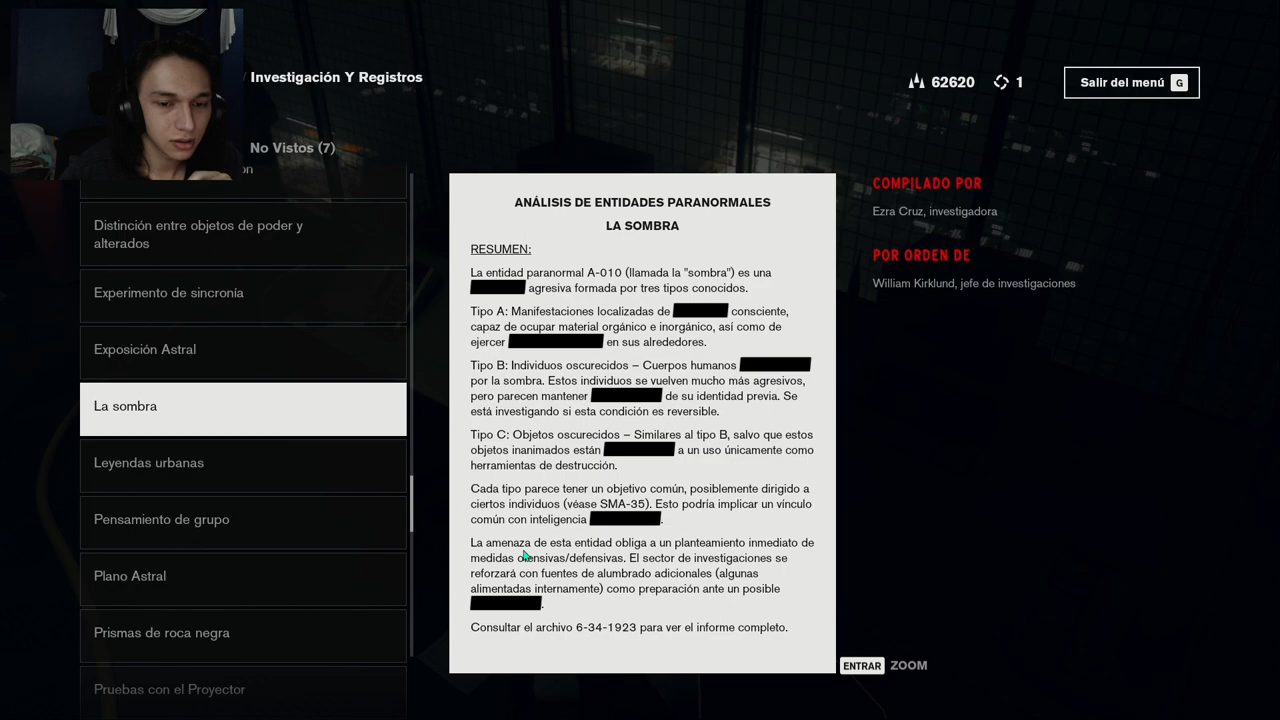 / Investigación Y Registros
62620
1
Salir del menú G
No Vistos (7)
on
Distinción entre objetos de poder y
alterados
Experimento de sincronía
Exposición Astral
La sombra
Leyendas urbanas
Pensamiento de grupo
Plano Astral
Prismas de roca negra
Pruebas con el Proyector
ANÁLISIS DE ENTIDADES PARANORMALES
LA SOMBRA
RESUMEN:
La entidad paranormal A-010 (llamada la "sombra") es una
agresiva formada por tres tipos conocidos.
Tipo A: Manifestaciones localizadas de consciente,
capaz de ocupar material orgánico e inorgánico, así como de
ejercer en sus alrededores.
Tipo B: Individuos oscurecidos – Cuerpos humanos
por la sombra. Estos individuos se vuelven mucho más agresivos,
pero parecen mantener de su identidad previa. Se
está investigando si esta condición es reversible.
Tipo C: Objetos oscurecidos – Similares al tipo B, salvo que estos
objetos inanimados están a un uso únicamente como
herramientas de destrucción.
Cada tipo parece tener un objetivo común, posiblemente dirigido a
ciertos individuos (véase SMA-35). Esto podría implicar un vínculo
común con inteligencia .
La amenaza de esta entidad obliga a un planteamiento inmediato de
medidas ofensivas/defensivas. El sector de investigaciones se
reforzará con fuentes de alumbrado adicionales (algunas
alimentadas internamente) como preparación ante un posible
.
Consultar el archivo 6-34-1923 para ver el informe completo.
COMPILADO POR
Ezra Cruz, investigadora
POR ORDEN DE
William Kirklund, jefe de investigaciones
ENTRAR ZOOM